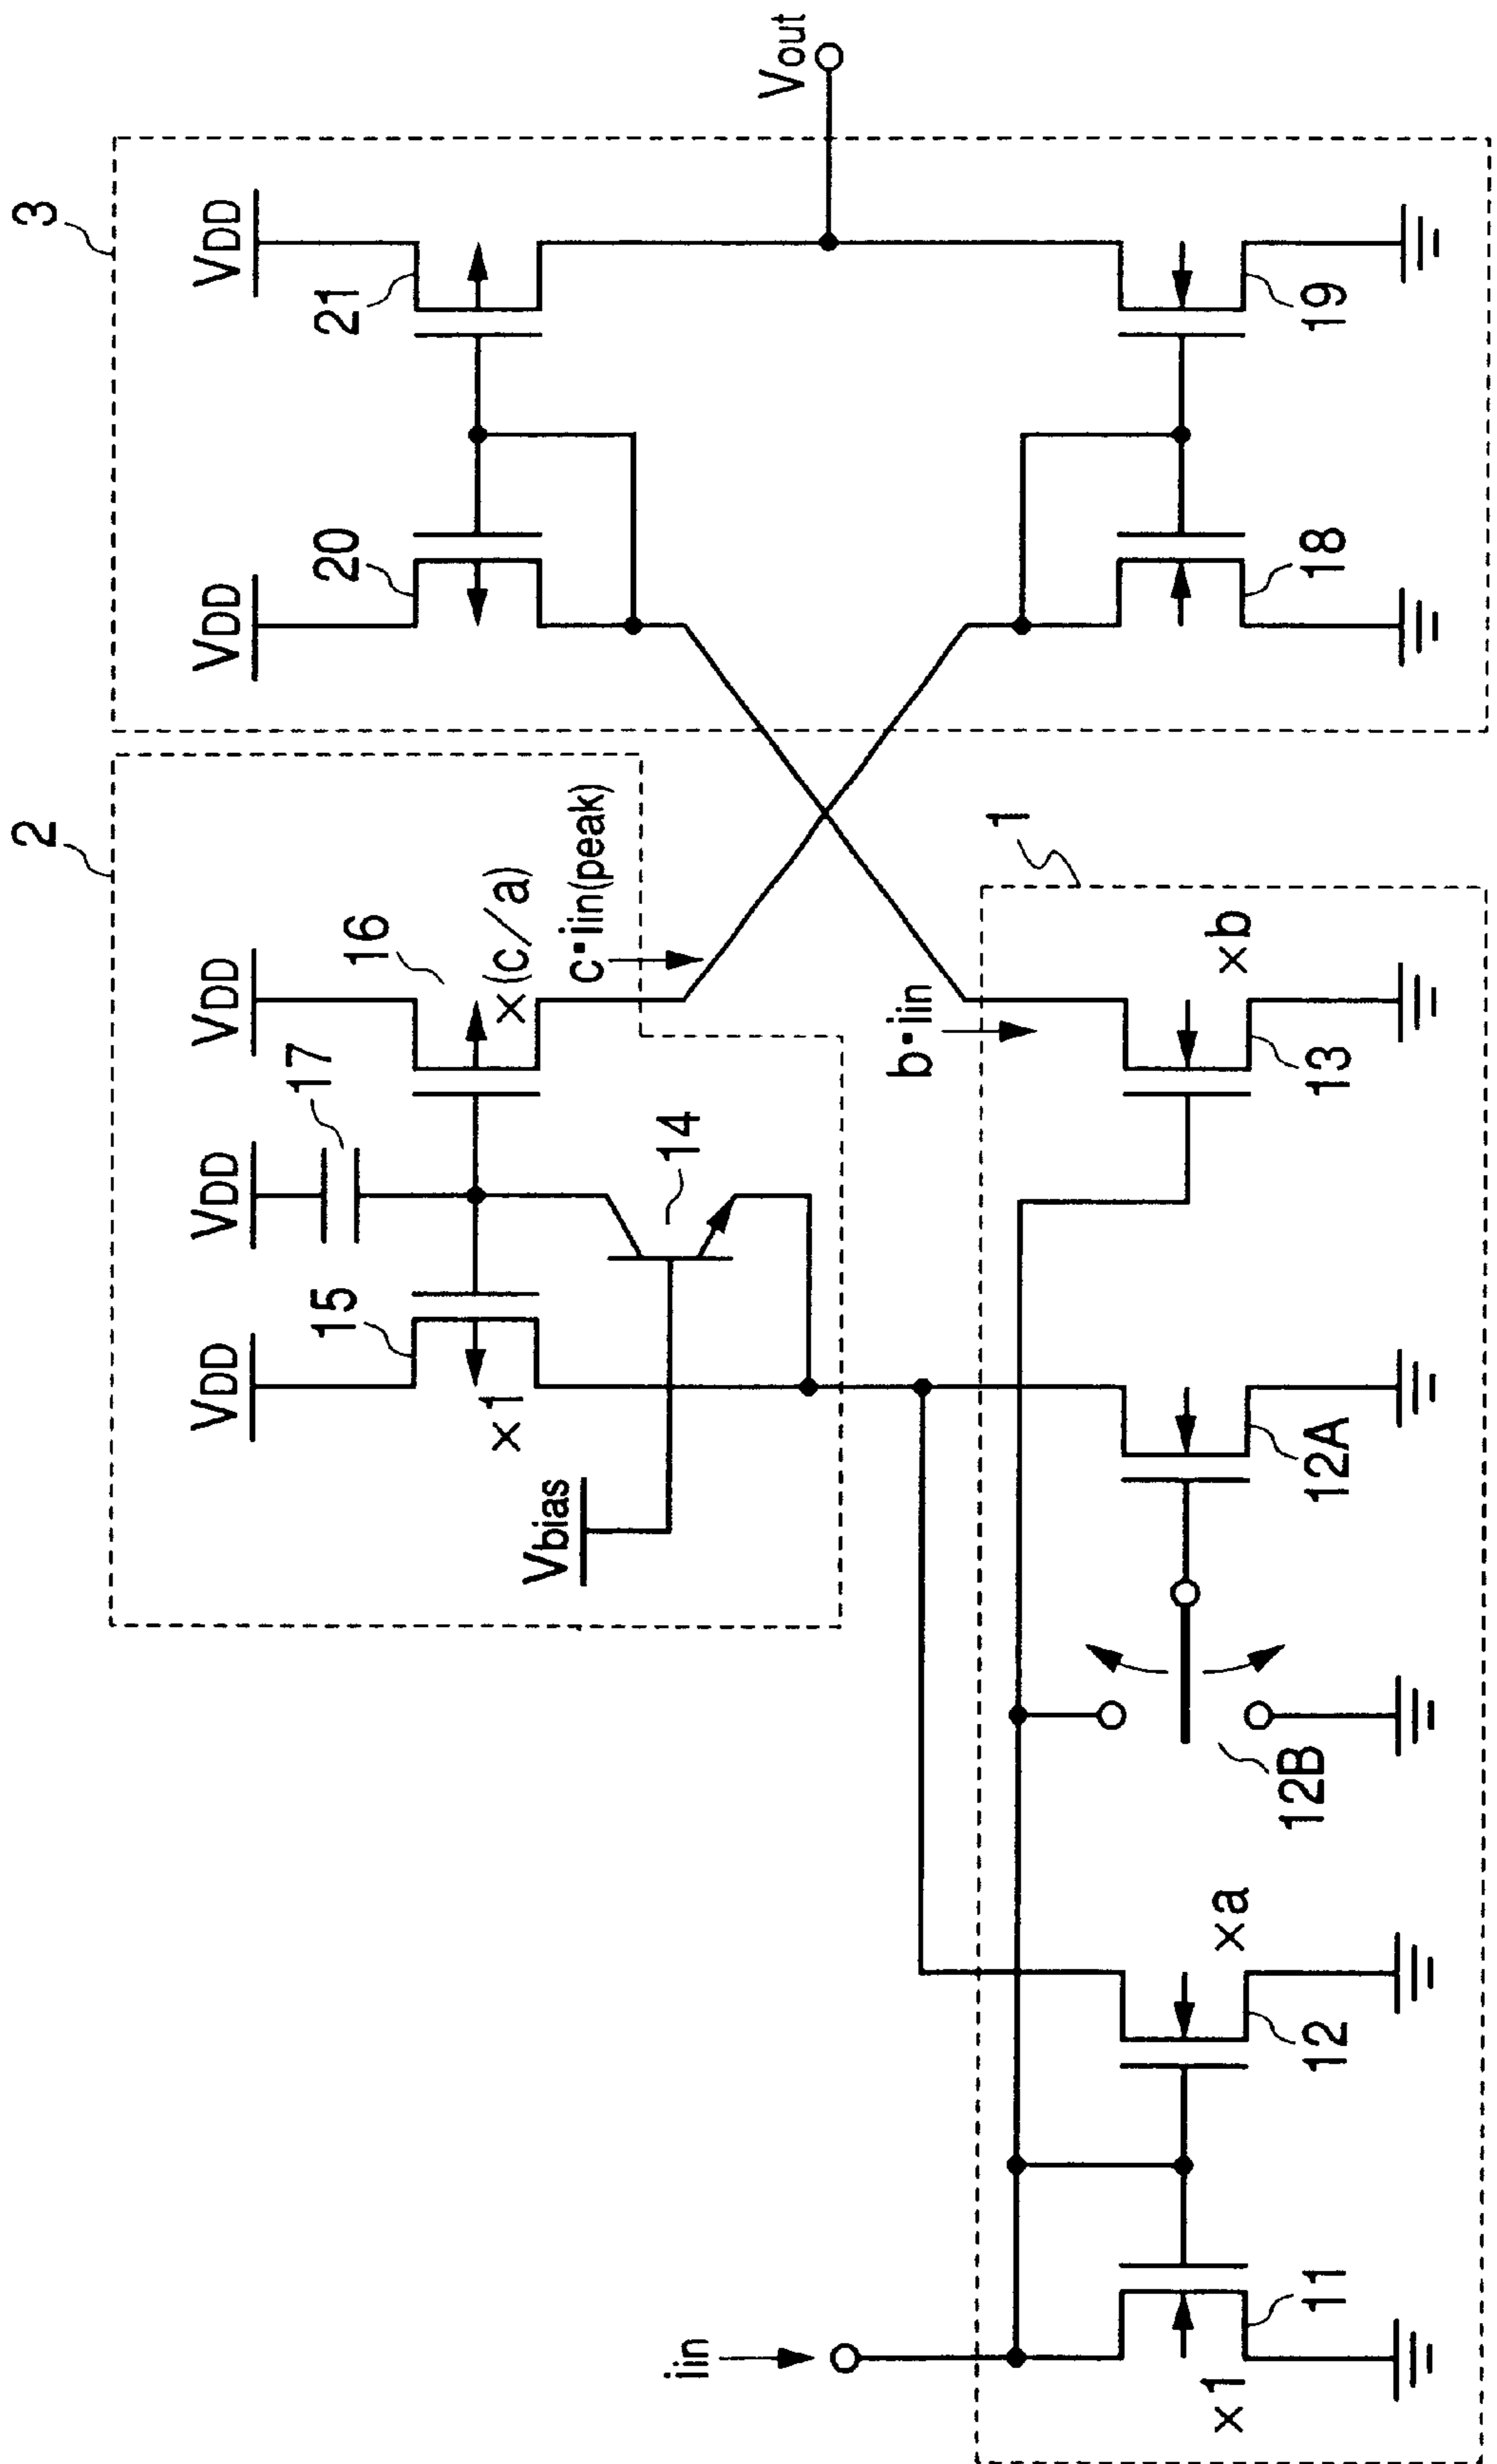 2
3
VDD
VDD
VDD
VDD
VDD
15
17
16
20
21
×1
×(c/a)
Vbias
14
c・iin(peak)
Vout
iin
b・iin
1
×1
11
×a
12
12B
12A
×b
13
18
19